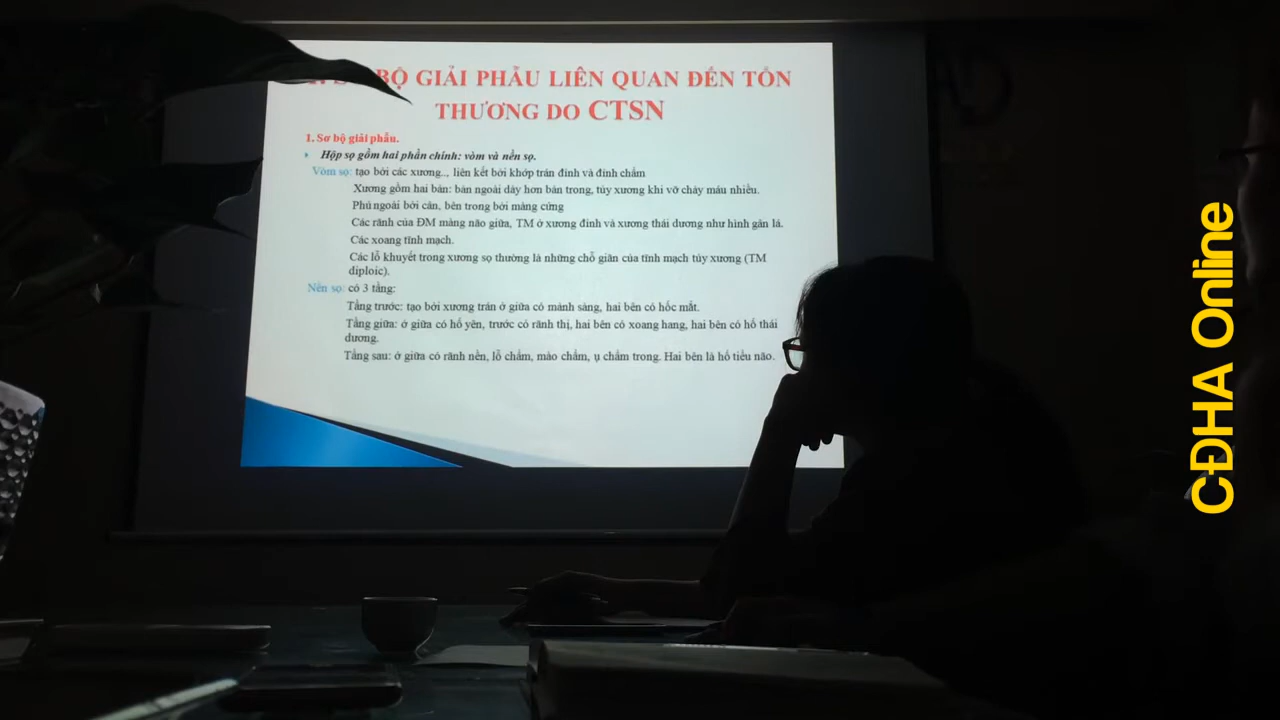 BỘ GIẢI PHẪU LIÊN QUAN ĐẾN TỔN
THƯƠNG DO CTSN
1. Sơ bộ giải phẫu.
Hộp sọ gồm hai phần chính: vòm và nền sọ.
Vòm sọ: tạo bởi các xương.., liên kết bởi khớp trán đỉnh và đỉnh chẩm
Xương gồm hai bản: bản ngoài dày hơn bản trong, tủy xương khi vỡ chảy máu nhiều.
Phủ ngoài bởi cân, bên trong bởi màng cứng
Các rãnh của ĐM màng não giữa, TM ở xương đỉnh và xương thái dương như hình gân lá.
Các xoang tĩnh mạch.
Các lỗ khuyết trong xương sọ thường là những chỗ giãn của tĩnh mạch tủy xương (TM
diploic).
Nền sọ: có 3 tầng:
Tầng trước: tạo bởi xương trán ở giữa có mảnh sàng, hai bên có hốc mắt.
Tầng giữa: ở giữa có hố yên, trước có rãnh thị, hai bên có xoang hang, hai bên có hố thái
dương.
Tầng sau: ở giữa có rãnh nền, lỗ chẩm, mào chẩm, ụ chẩm trong. Hai bên là hố tiểu não.
CĐHA Online